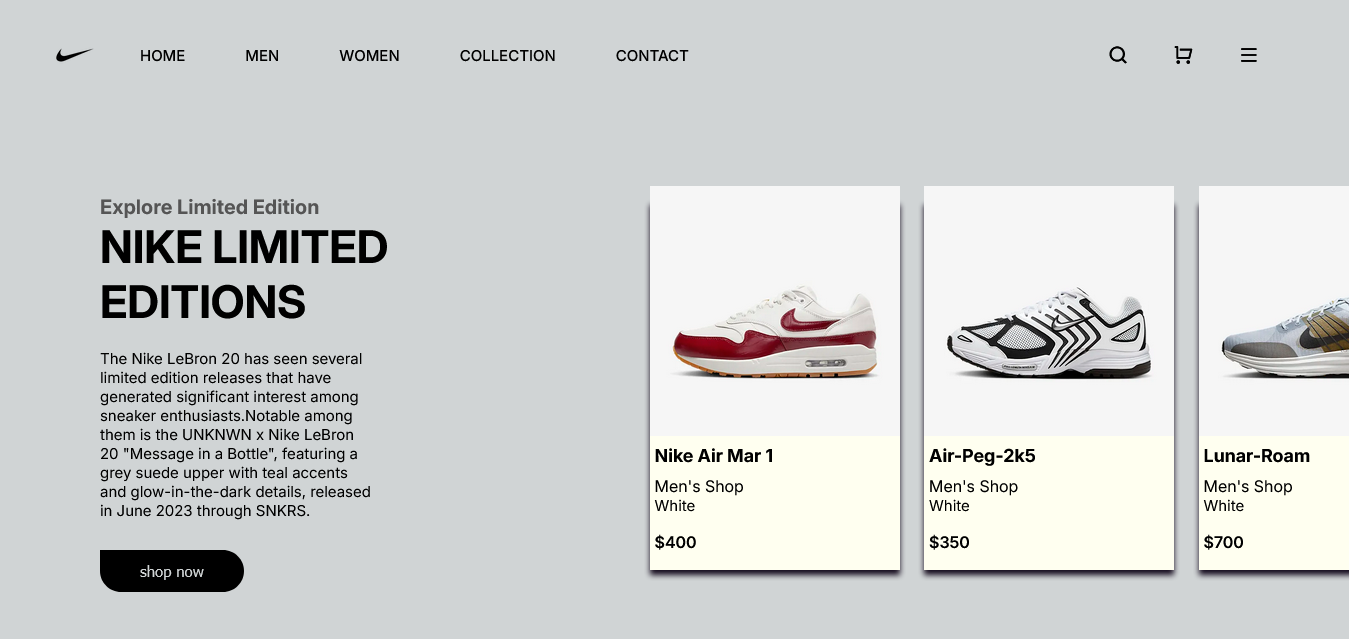 HOME MEN WOMEN COLLECTION CONTACT
Explore Limited Edition
NIKE LIMITED
EDITIONS
The Nike LeBron 20 has seen several
limited edition releases that have
generated significant interest among
sneaker enthusiasts.Notable among
them is the UNKNWN x Nike LeBron
20 "Message in a Bottle", featuring a
grey suede upper with teal accents
and glow-in-the-dark details, released
in June 2023 through SNKRS.
shop now
Nike Air Mar 1
Men's Shop
White
$400
Air-Peg-2k5
Men's Shop
White
$350
Lunar-Roam
Men's Shop
White
$700